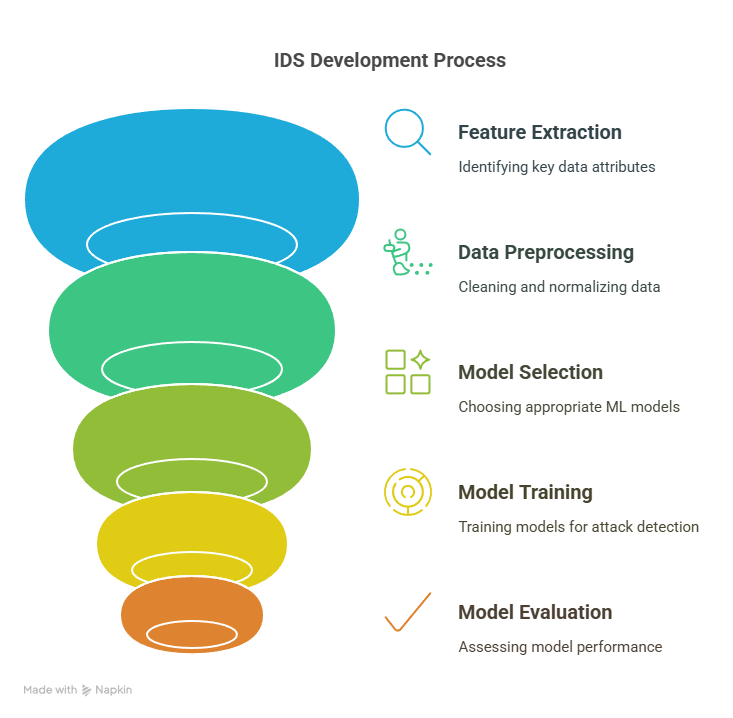 IDS Development Process
Feature Extraction
Identifying key data attributes
Data Preprocessing
Cleaning and normalizing data
Model Selection
Choosing appropriate ML models
Model Training
Training models for attack detection
Model Evaluation
Assessing model performance
Made with Napkin